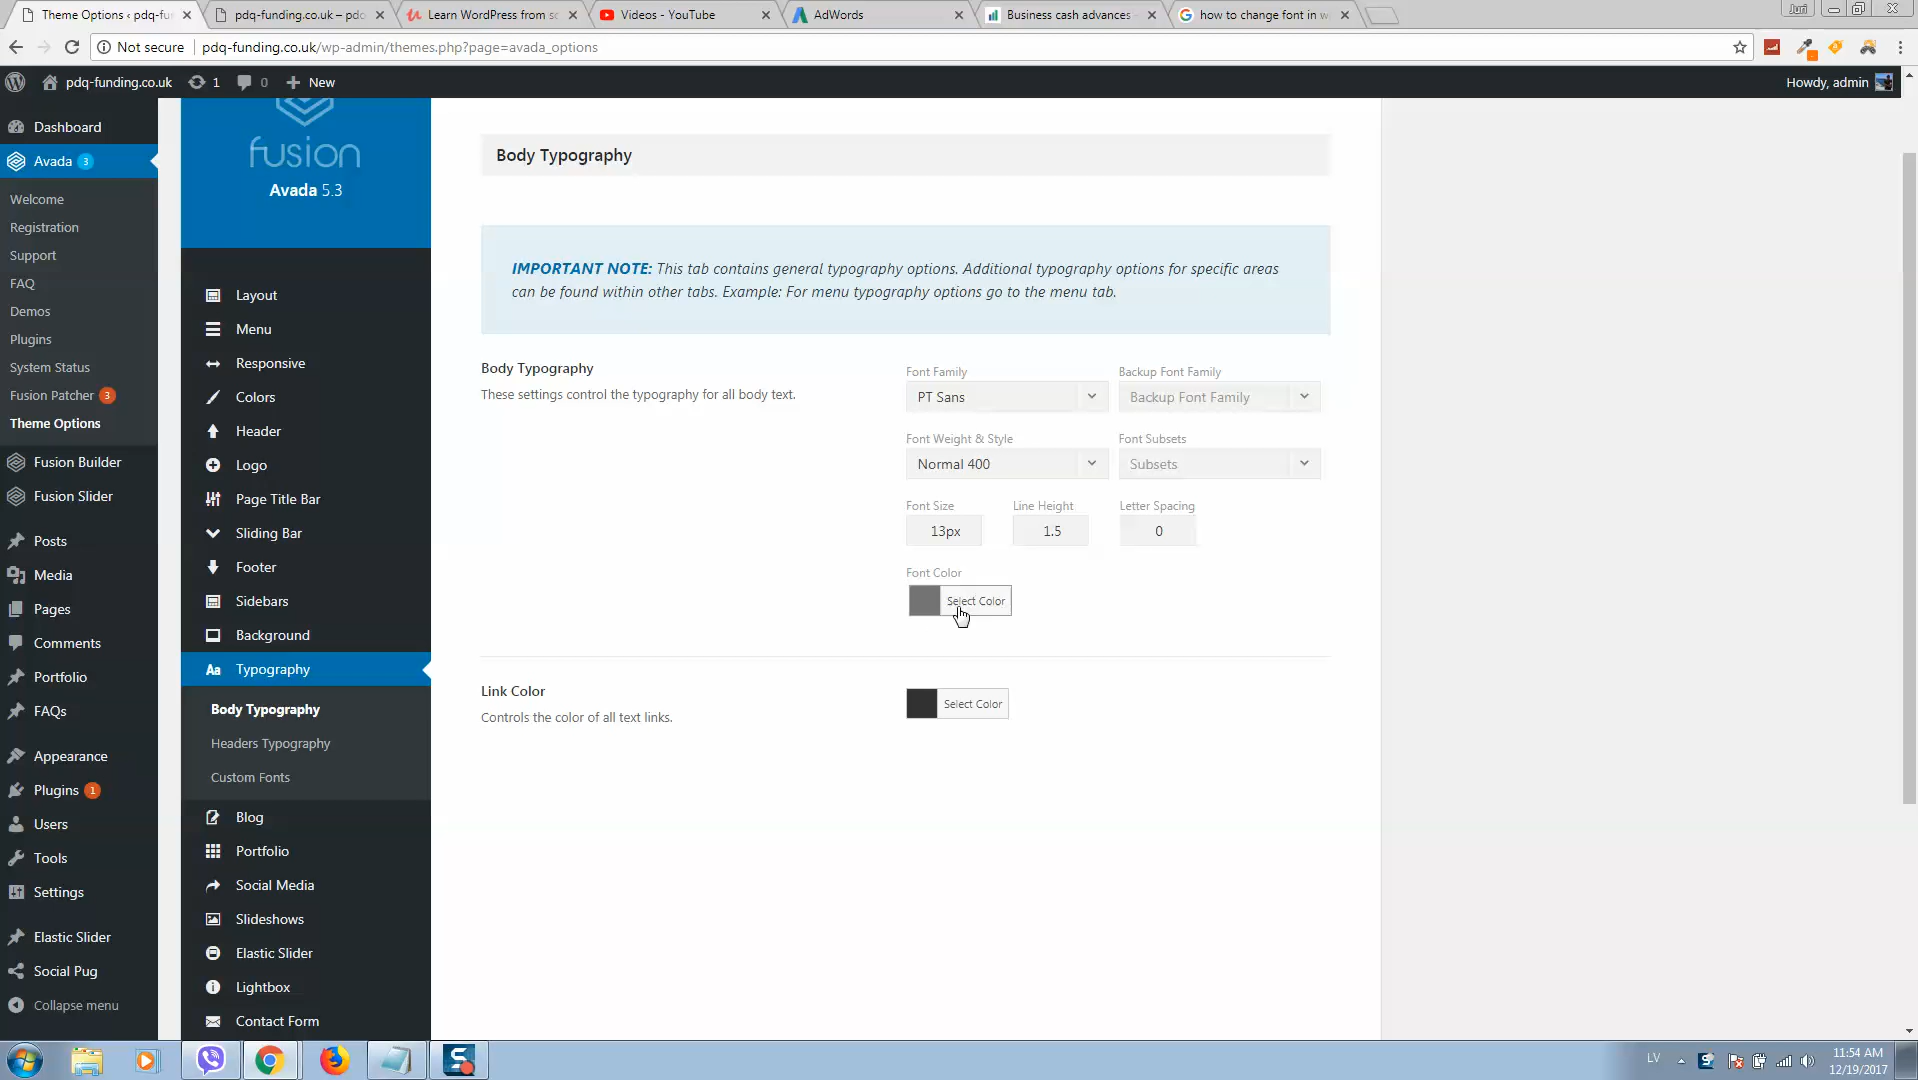 Theme Options ‹ pdq-fu
pdq-funding.co.uk – pdo
Learn WordPress from se
Videos - YouTube
AdWords
Business cash advances
how to change font in w
Juri
Not secure
pdq-funding.co.uk/wp-admin/themes.php?page=avada_options
pdq-funding.co.uk
1
0
New
Howdy, admin
Dashboard
Avada 3
Welcome
Registration
Support
FAQ
Demos
Plugins
System Status
Fusion Patcher 3
Theme Options
Fusion Builder
Fusion Slider
Posts
Media
Pages
Comments
Portfolio
FAQs
Appearance
Plugins 1
Users
Tools
Settings
Elastic Slider
Social Pug
Collapse menu
fusion
Avada 5.3
Layout
Menu
Responsive
Colors
Header
Logo
Page Title Bar
Sliding Bar
Footer
Sidebars
Background
Aa Typography
Body Typography
Headers Typography
Custom Fonts
Blog
Portfolio
Social Media
Slideshows
Elastic Slider
Lightbox
Contact Form
Body Typography
IMPORTANT NOTE: This tab contains general typography options. Additional typography options for specific areas
can be found within other tabs. Example: For menu typography options go to the menu tab.
Body Typography
These settings control the typography for all body text.
Font Family
Backup Font Family
PT Sans
Backup Font Family
Font Weight & Style
Font Subsets
Normal 400
Subsets
Font Size
Line Height
Letter Spacing
13px
1.5
0
Font Color
Select Color
Link Color
Controls the color of all text links.
Select Color
LV
11:54 AM
12/19/2017